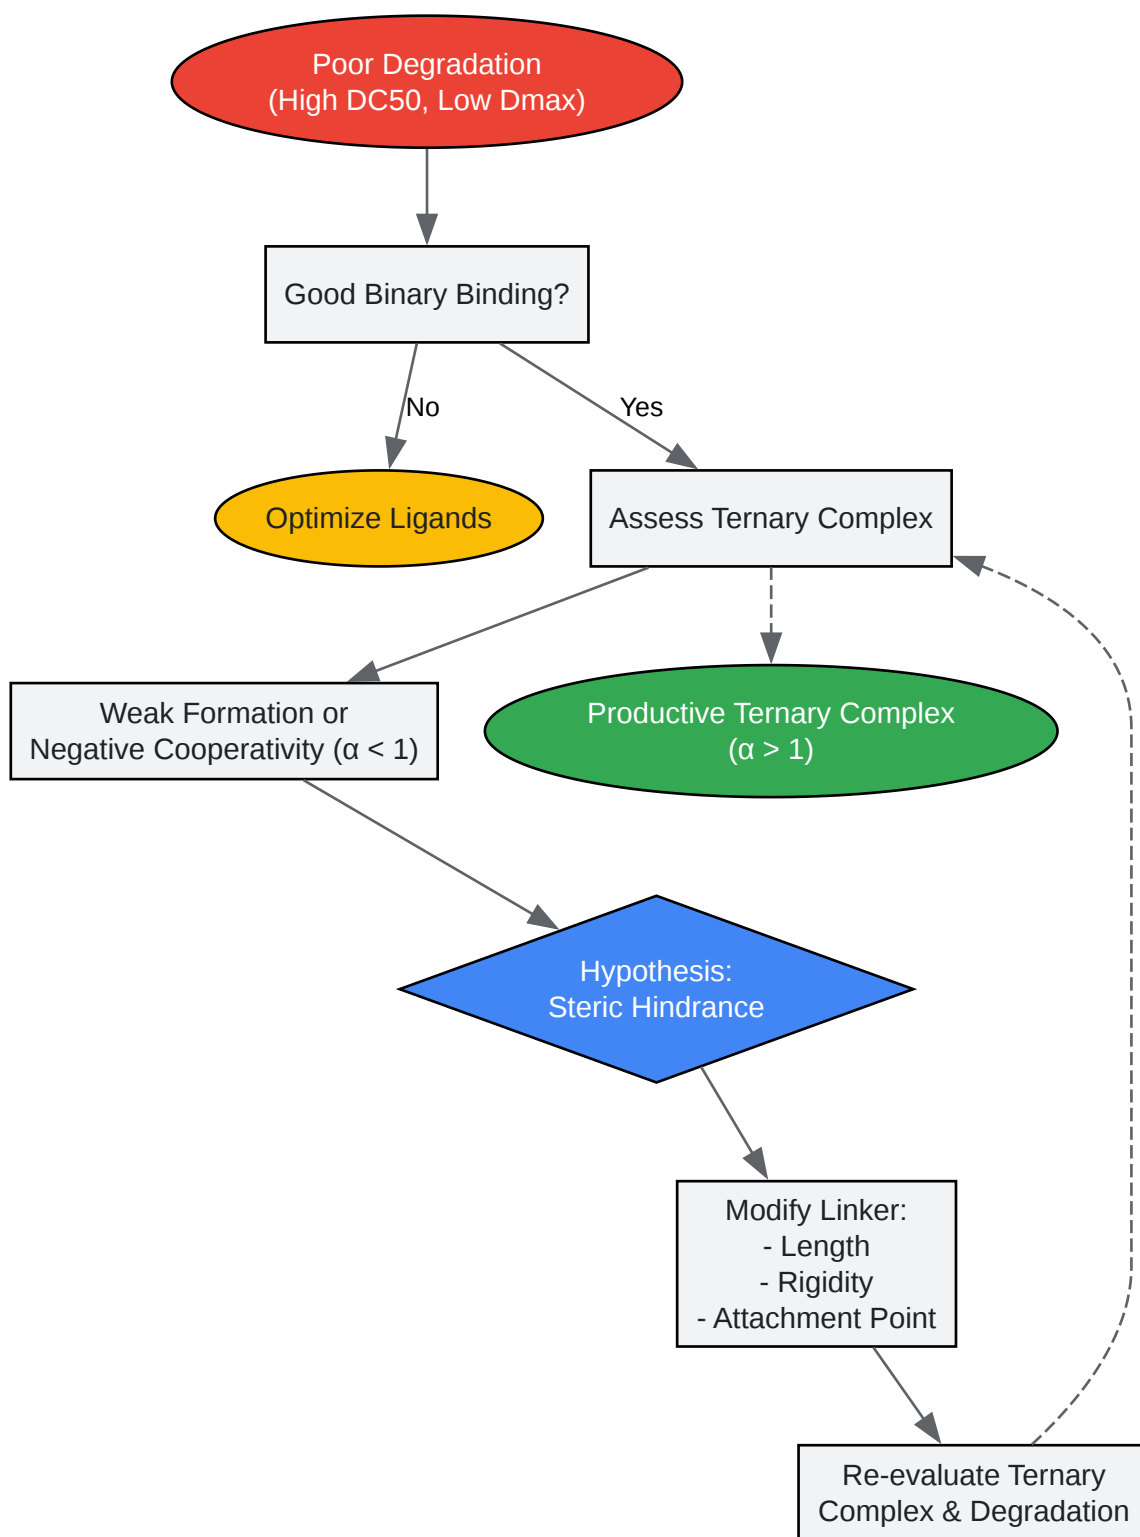 Poor Degradation
(High DC50, Low Dmax)
Good Binary Binding?
No
Yes
Optimize Ligands
Assess Ternary Complex
Weak Formation or
Negative Cooperativity (α < 1)
Productive Ternary Complex
(α > 1)
Hypothesis:
Steric Hindrance
Modify Linker:
- Length
- Rigidity
- Attachment Point
Re-evaluate Ternary
Complex & Degradation